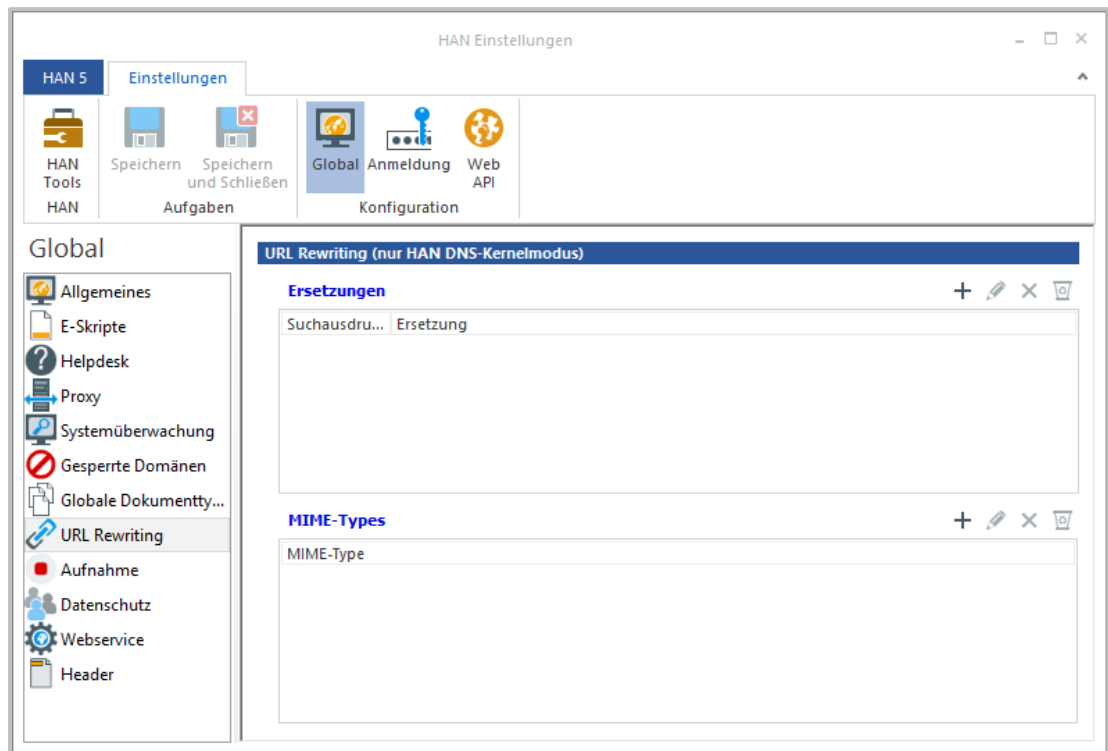 HAN Einstellungen
HAN 5 Einstellungen
HAN Tools
Speichern
Speichern und Schließen
Global
Anmeldung
Web API
HAN Aufgaben Konfiguration
Global
Allgemeines
E-Skripte
Helpdesk
Proxy
Systemüberwachung
Gesperrte Domänen
Globale Dokumentty...
URL Rewriting
Aufnahme
Datenschutz
Webservice
Header
URL Rewriting (nur HAN DNS-Kernelmodus)
Ersetzungen
Suchausdru... Ersetzung
MIME-Types
MIME-Type